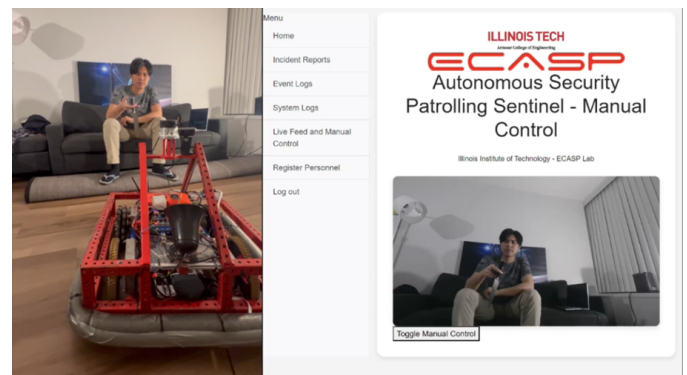 Menu
Home
Incident Reports
Event Logs
System Logs
Live Feed and Manual
Control
Register Personnel
Log out
ILLINOIS TECH
Armour College of Engineering
ECASP
Autonomous Security
Patrolling Sentinel - Manual
Control
Illinois Institute of Technology - ECASP Lab
Toggle Manual Control